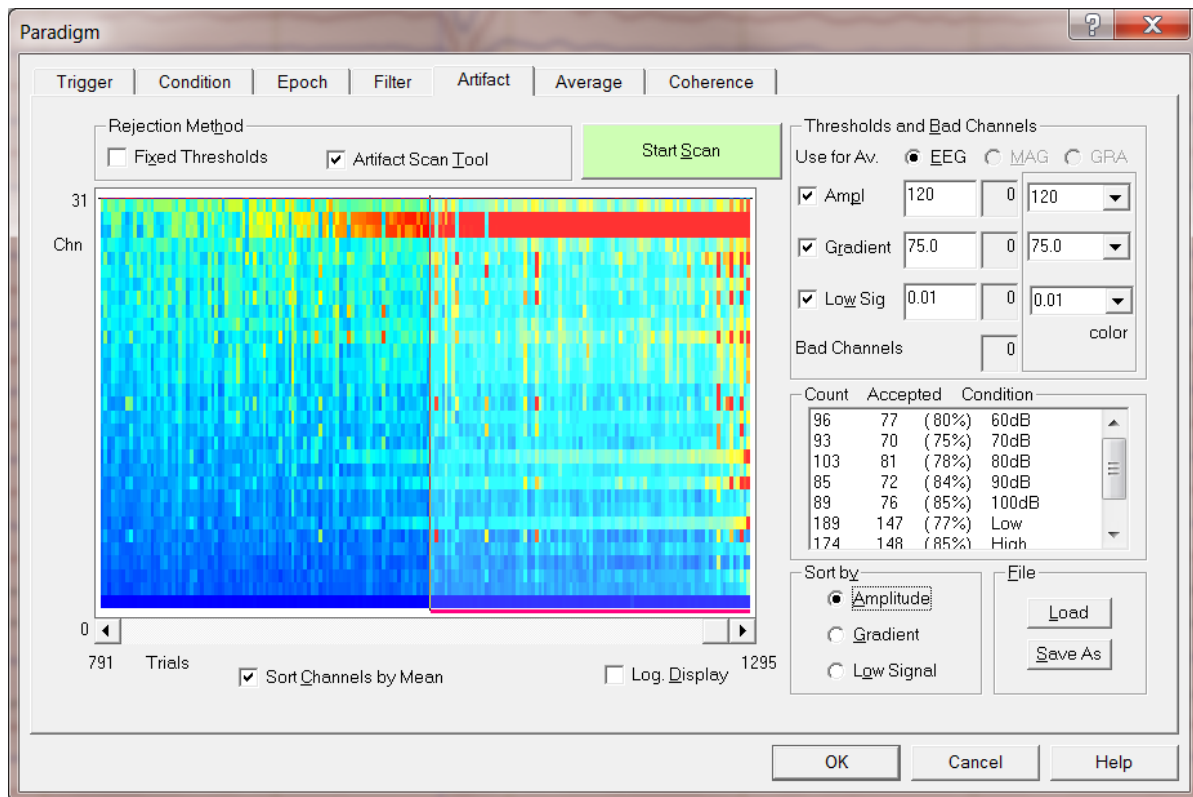 Paradigm
Trigger Condition Epoch Filter Artifact Average Coherence
Rejection Method
Fixed Thresholds Artifact Scan Tool
Start Scan
31
Chn
0
791 Trials 1295
Sort Channels by Mean Log. Display
Thresholds and Bad Channels
Use for Av. EEG MAG GRA
Ampl 120 0 120
Gradient 75.0 0 75.0
Low Sig 0.01 0 0.01
Bad Channels 0 color
Count Accepted Condition
96 77 (80%) 60dB
93 70 (75%) 70dB
103 81 (78%) 80dB
85 72 (84%) 90dB
89 76 (85%) 100dB
189 147 (77%) Low
174 148 (85%) High
Sort by
Amplitude
Gradient
Low Signal
File
Load
Save As
OK Cancel Help